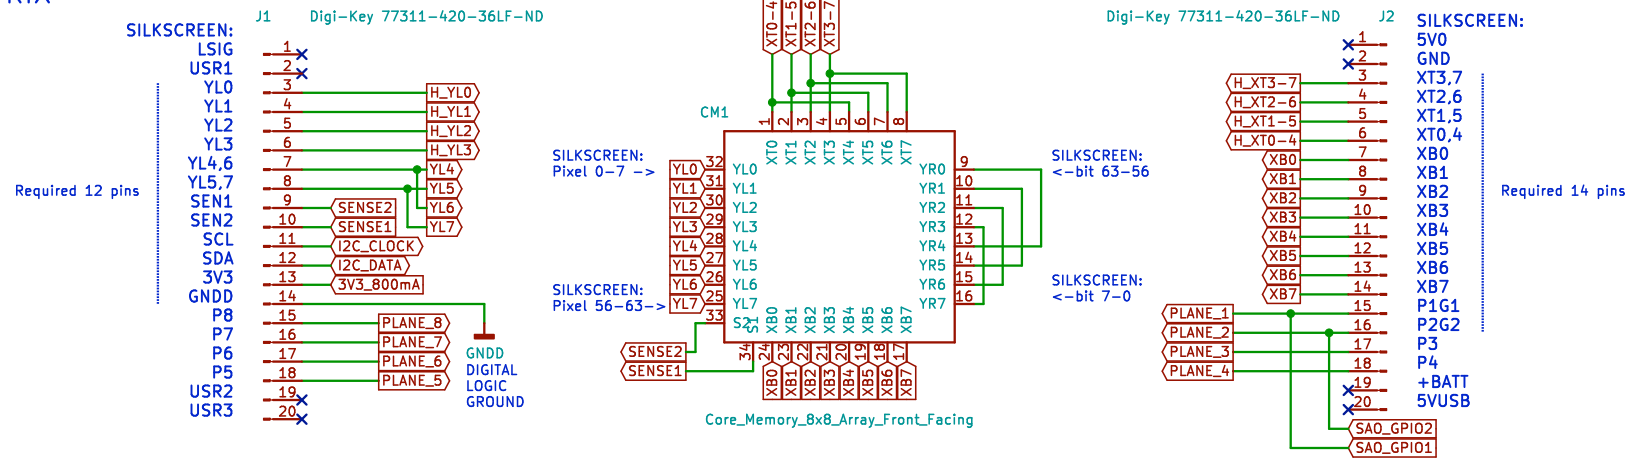 J1 Digi-Key 77311-420-36LF-ND
SILKSCREEN:
LSIG 1
USR1 2
YL0 3 H_YL0
YL1 4 H_YL1
YL2 5 H_YL2
YL3 6 H_YL3
YL4,6 7 YL4
YL5,7 8 YL5
SEN1 9 SENSE2 YL6
SEN2 10 SENSE1 YL7
SCL 11 I2C_CLOCK
SDA 12 I2C_DATA
3V3 13 3V3_800mA
GNDD 14
P8 15 PLANE_8
P7 16 PLANE_7
P6 17 PLANE_6
P5 18 PLANE_5
USR2 19
USR3 20
Required 12 pins
GNDD
DIGITAL
LOGIC
GROUND
XT0-4
XT1-5
XT2-6
XT3-7
CM1
1 2 3 4 5 6 7 8
XT0 XT1 XT2 XT3 XT4 XT5 XT6 XT7
SILKSCREEN:
Pixel 0-7 ->
YL0 32 YL0
YL1 31 YL1
YL2 30 YL2
YL3 29 YL3
YL4 28 YL4
YL5 27 YL5
YL6 26 YL6
YL7 25 YL7
33 S2
SILKSCREEN:
Pixel 56-63->
YR0 9
YR1 10
YR2 11
YR3 12
YR4 13
YR5 14
YR6 15
YR7 16
SILKSCREEN:
<-bit 63-56
SILKSCREEN:
<-bit 7-0
S1 XB0 XB1 XB2 XB3 XB4 XB5 XB6 XB7
34 24 23 22 21 20 19 18 17
SENSE2
SENSE1
XB0 XB1 XB2 XB3 XB4 XB5 XB6 XB7
Core_Memory_8x8_Array_Front_Facing
Digi-Key 77311-420-36LF-ND J2
SILKSCREEN:
1 5V0
2 GND
H_XT3-7 3 XT3,7
H_XT2-6 4 XT2,6
H_XT1-5 5 XT1,5
H_XT0-4 6 XT0,4
XB0 7 XB0
XB1 8 XB1
XB2 9 XB2
XB3 10 XB3
XB4 11 XB4
XB5 12 XB5
XB6 13 XB6
XB7 14 XB7
PLANE_1 15 P1G1
PLANE_2 16 P2G2
PLANE_3 17 P3
PLANE_4 18 P4
19 +BATT
20 5VUSB
SAO_GPIO2
SAO_GPIO1
Required 14 pins